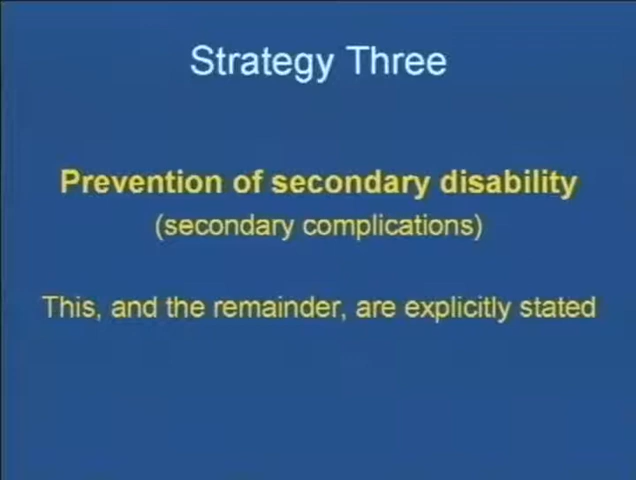 Strategy Three
Prevention of secondary disability
(secondary complications)
This, and the remainder, are explicitly stated